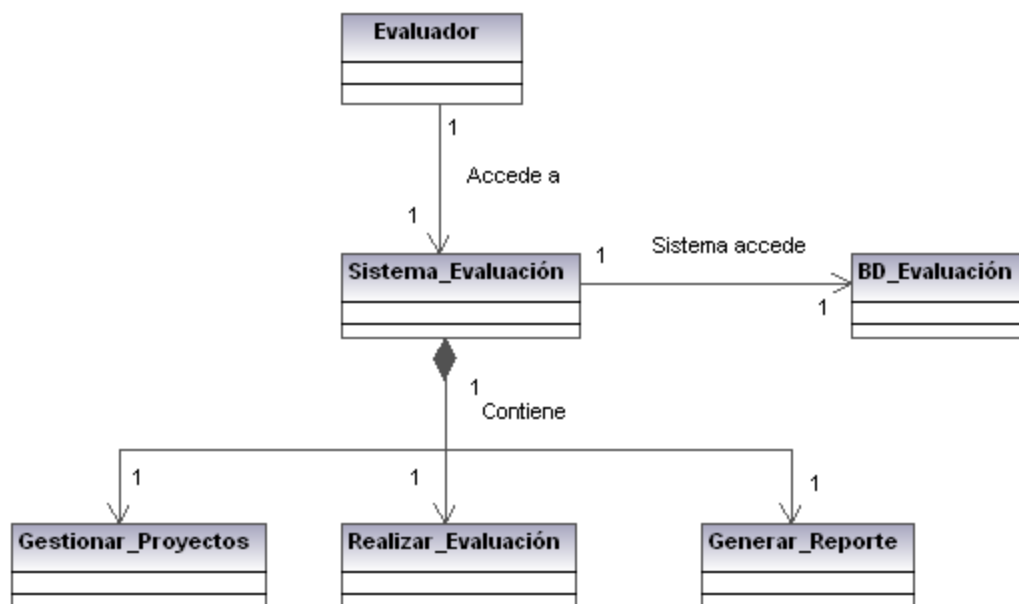 Evaluador
1
Accede a
1
Sistema_Evaluación
1
Sistema accede
1
BD_Evaluación
1
Contiene
1
1
1
Gestionar_Proyectos
Realizar_Evaluación
Generar_Reporte